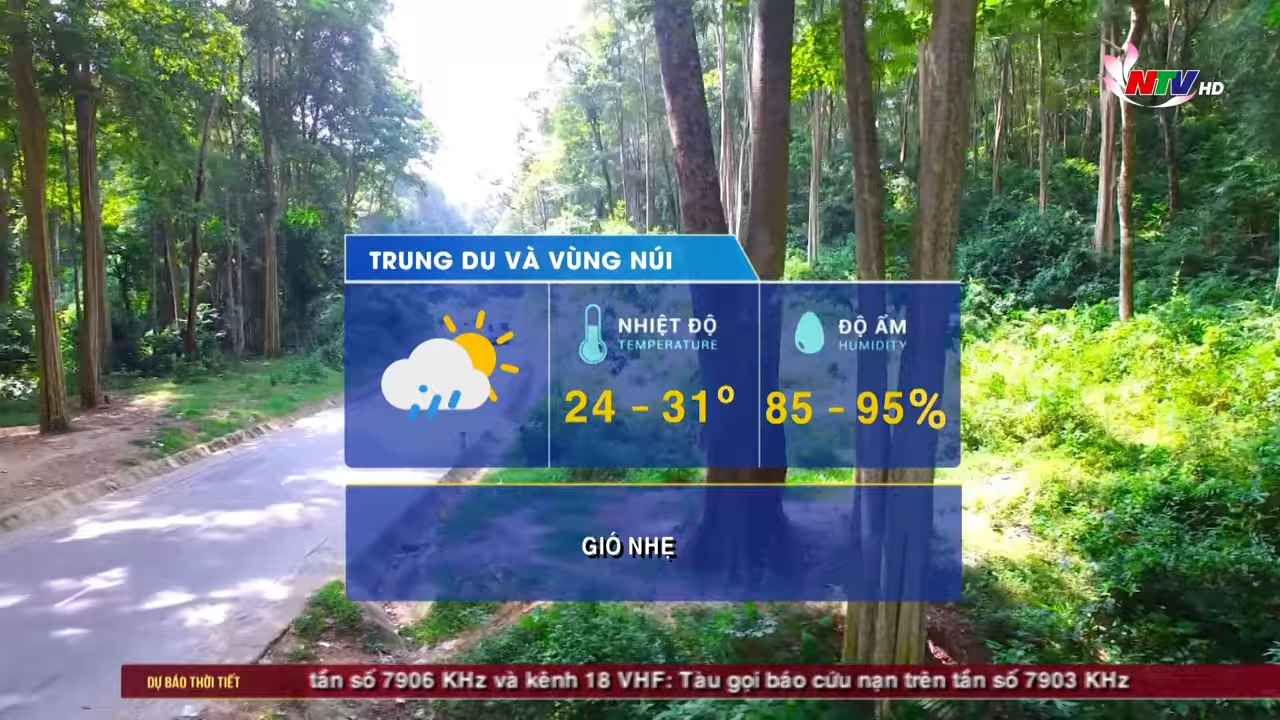 NTV HD
TRUNG DU VÀ VÙNG NÚI
NHIỆT ĐỘ
TEMPERATURE
24 - 31º
ĐỘ ẨM
HUMIDITY
85 - 95%
GIÓ NHẸ
DỰ BÁO THỜI TIẾT
tần số 7906 KHz và kênh 18 VHF: Tàu gọi báo cứu nạn trên tần số 7903 KHz